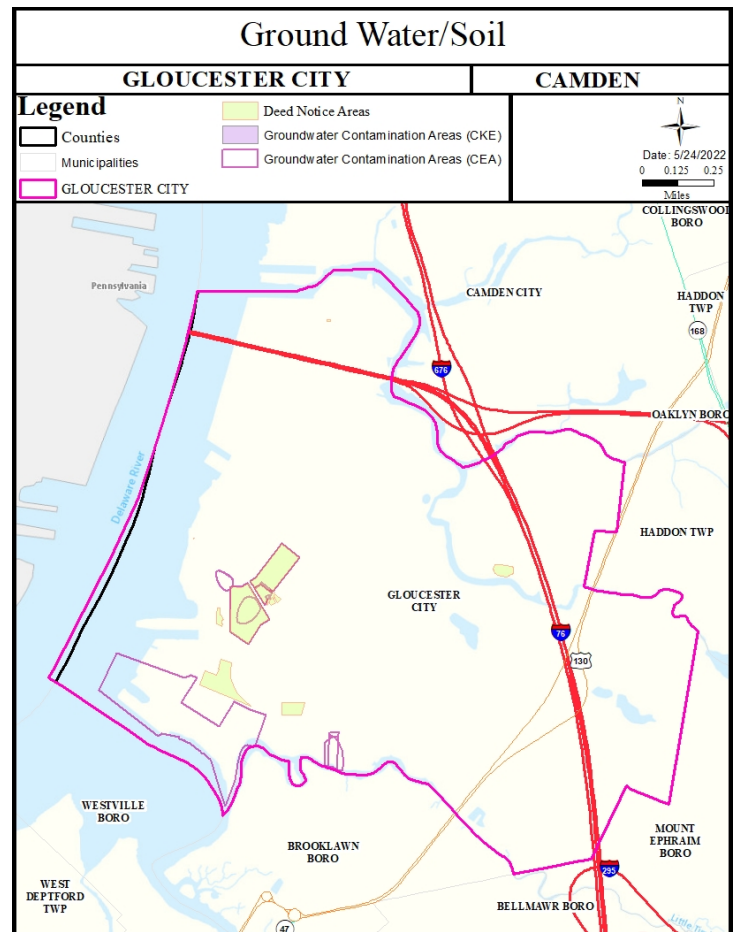 Ground Water/Soil
GLOUCESTER CITY
CAMDEN
Legend
Counties
Municipalities
GLOUCESTER CITY
Deed Notice Areas
Groundwater Contamination Areas (CKE)
Groundwater Contamination Areas (CEA)
N
Date: 5/24/2022
0 0.125 0.25
Miles
COLLINGSWOOD
BORO
Pennsylvania
CAMDEN CITY
HADDON
TWP
168
676
OAKLYN BORO
Delaware River
HADDON TWP
GLOUCESTER
CITY
76
130
WESTVILLE
BORO
BROOKLAWN
BORO
MOUNT
EPHRAIM
BORO
295
WEST
DEPTFORD
TWP
BELLMAWR BORO
47
Little